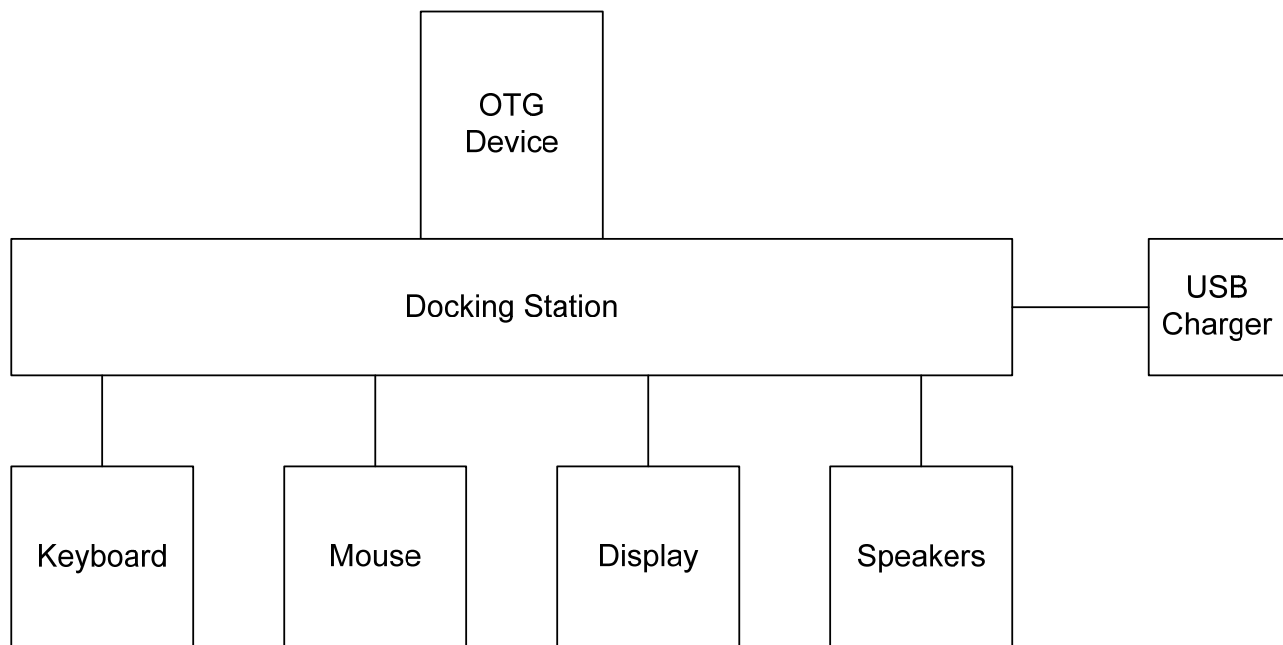 OTG
Device
Docking Station
USB
Charger
Keyboard
Mouse
Display
Speakers